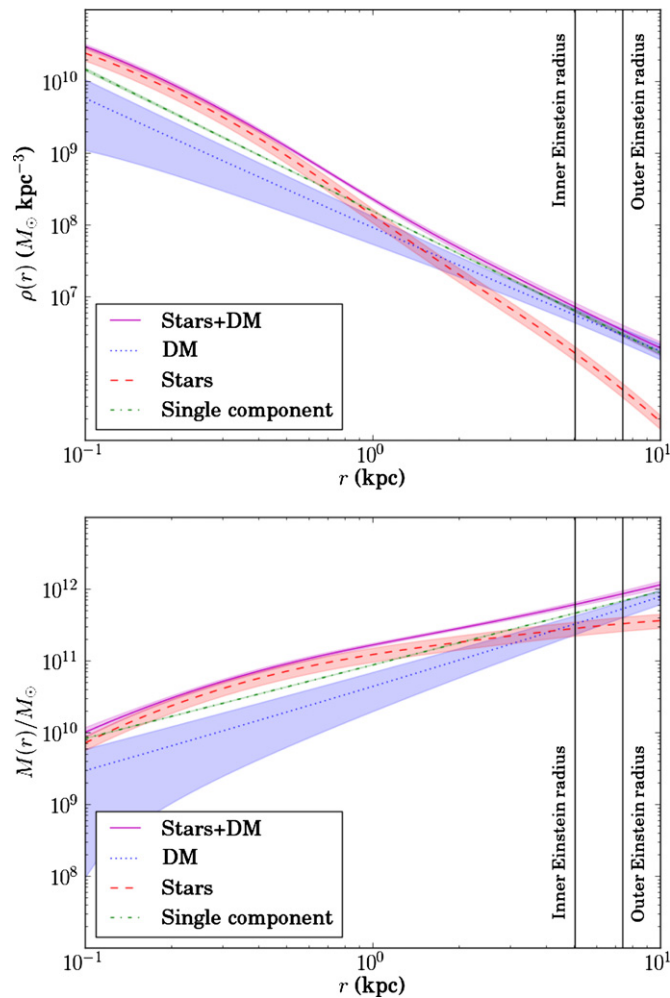 ρ(r) (M⊙ kpc⁻³)
10¹⁰
10⁹
10⁸
10⁷
Inner Einstein radius
Outer Einstein radius
Stars+DM
DM
Stars
Single component
10⁻¹
10⁰
10¹
r (kpc)
M(r)/M⊙
10¹²
10¹¹
10¹⁰
10⁹
10⁸
Inner Einstein radius
Outer Einstein radius
Stars+DM
DM
Stars
Single component
10⁻¹
10⁰
10¹
r (kpc)